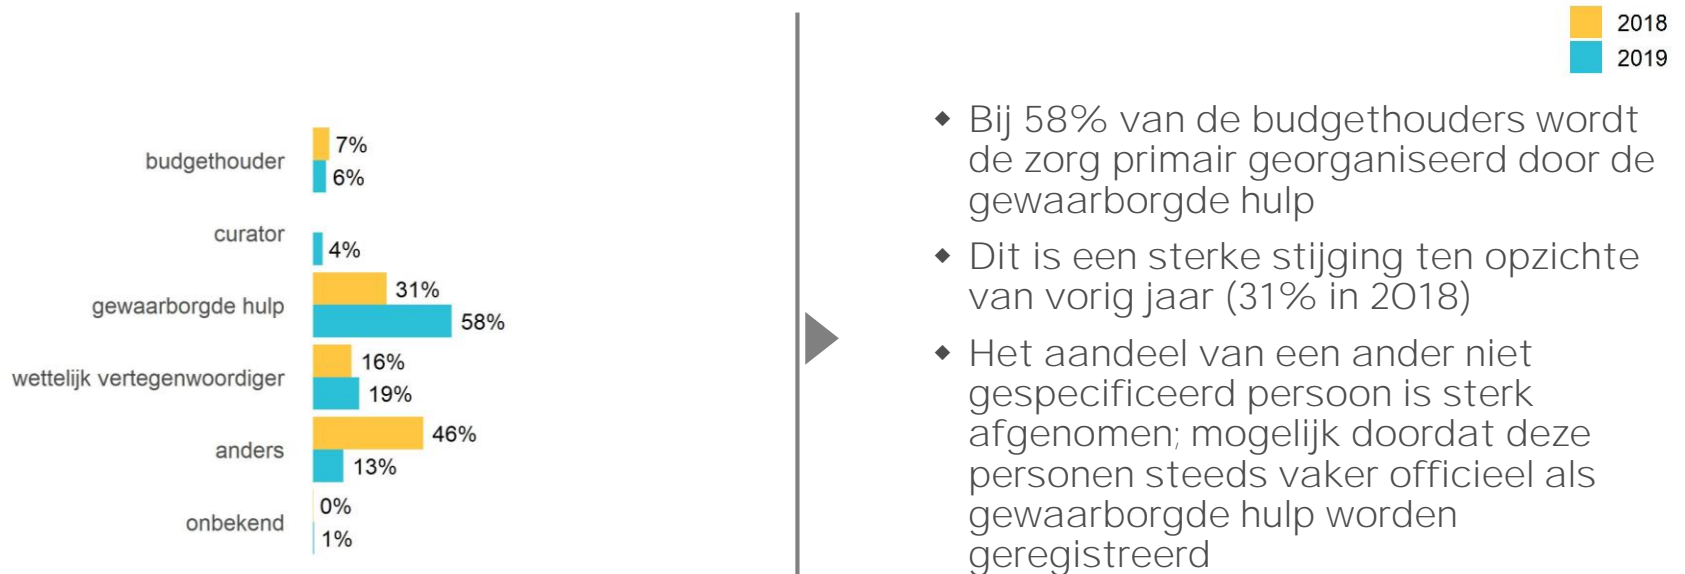 2018
2019
budgethouder
7%
6%
curator
4%
gewaarborgde hulp
31%
58%
wettelijk vertegenwoordiger
16%
19%
anders
46%
13%
onbekend
0%
1%
◆ Bij 58% van de budgethouders wordt
de zorg primair georganiseerd door de
gewaarborgde hulp
◆ Dit is een sterke stijging ten opzichte
van vorig jaar (31% in 2018)
◆ Het aandeel van een ander niet
gespecificeerd persoon is sterk
afgenomen; mogelijk doordat deze
personen steeds vaker officieel als
gewaarborgde hulp worden
geregistreerd